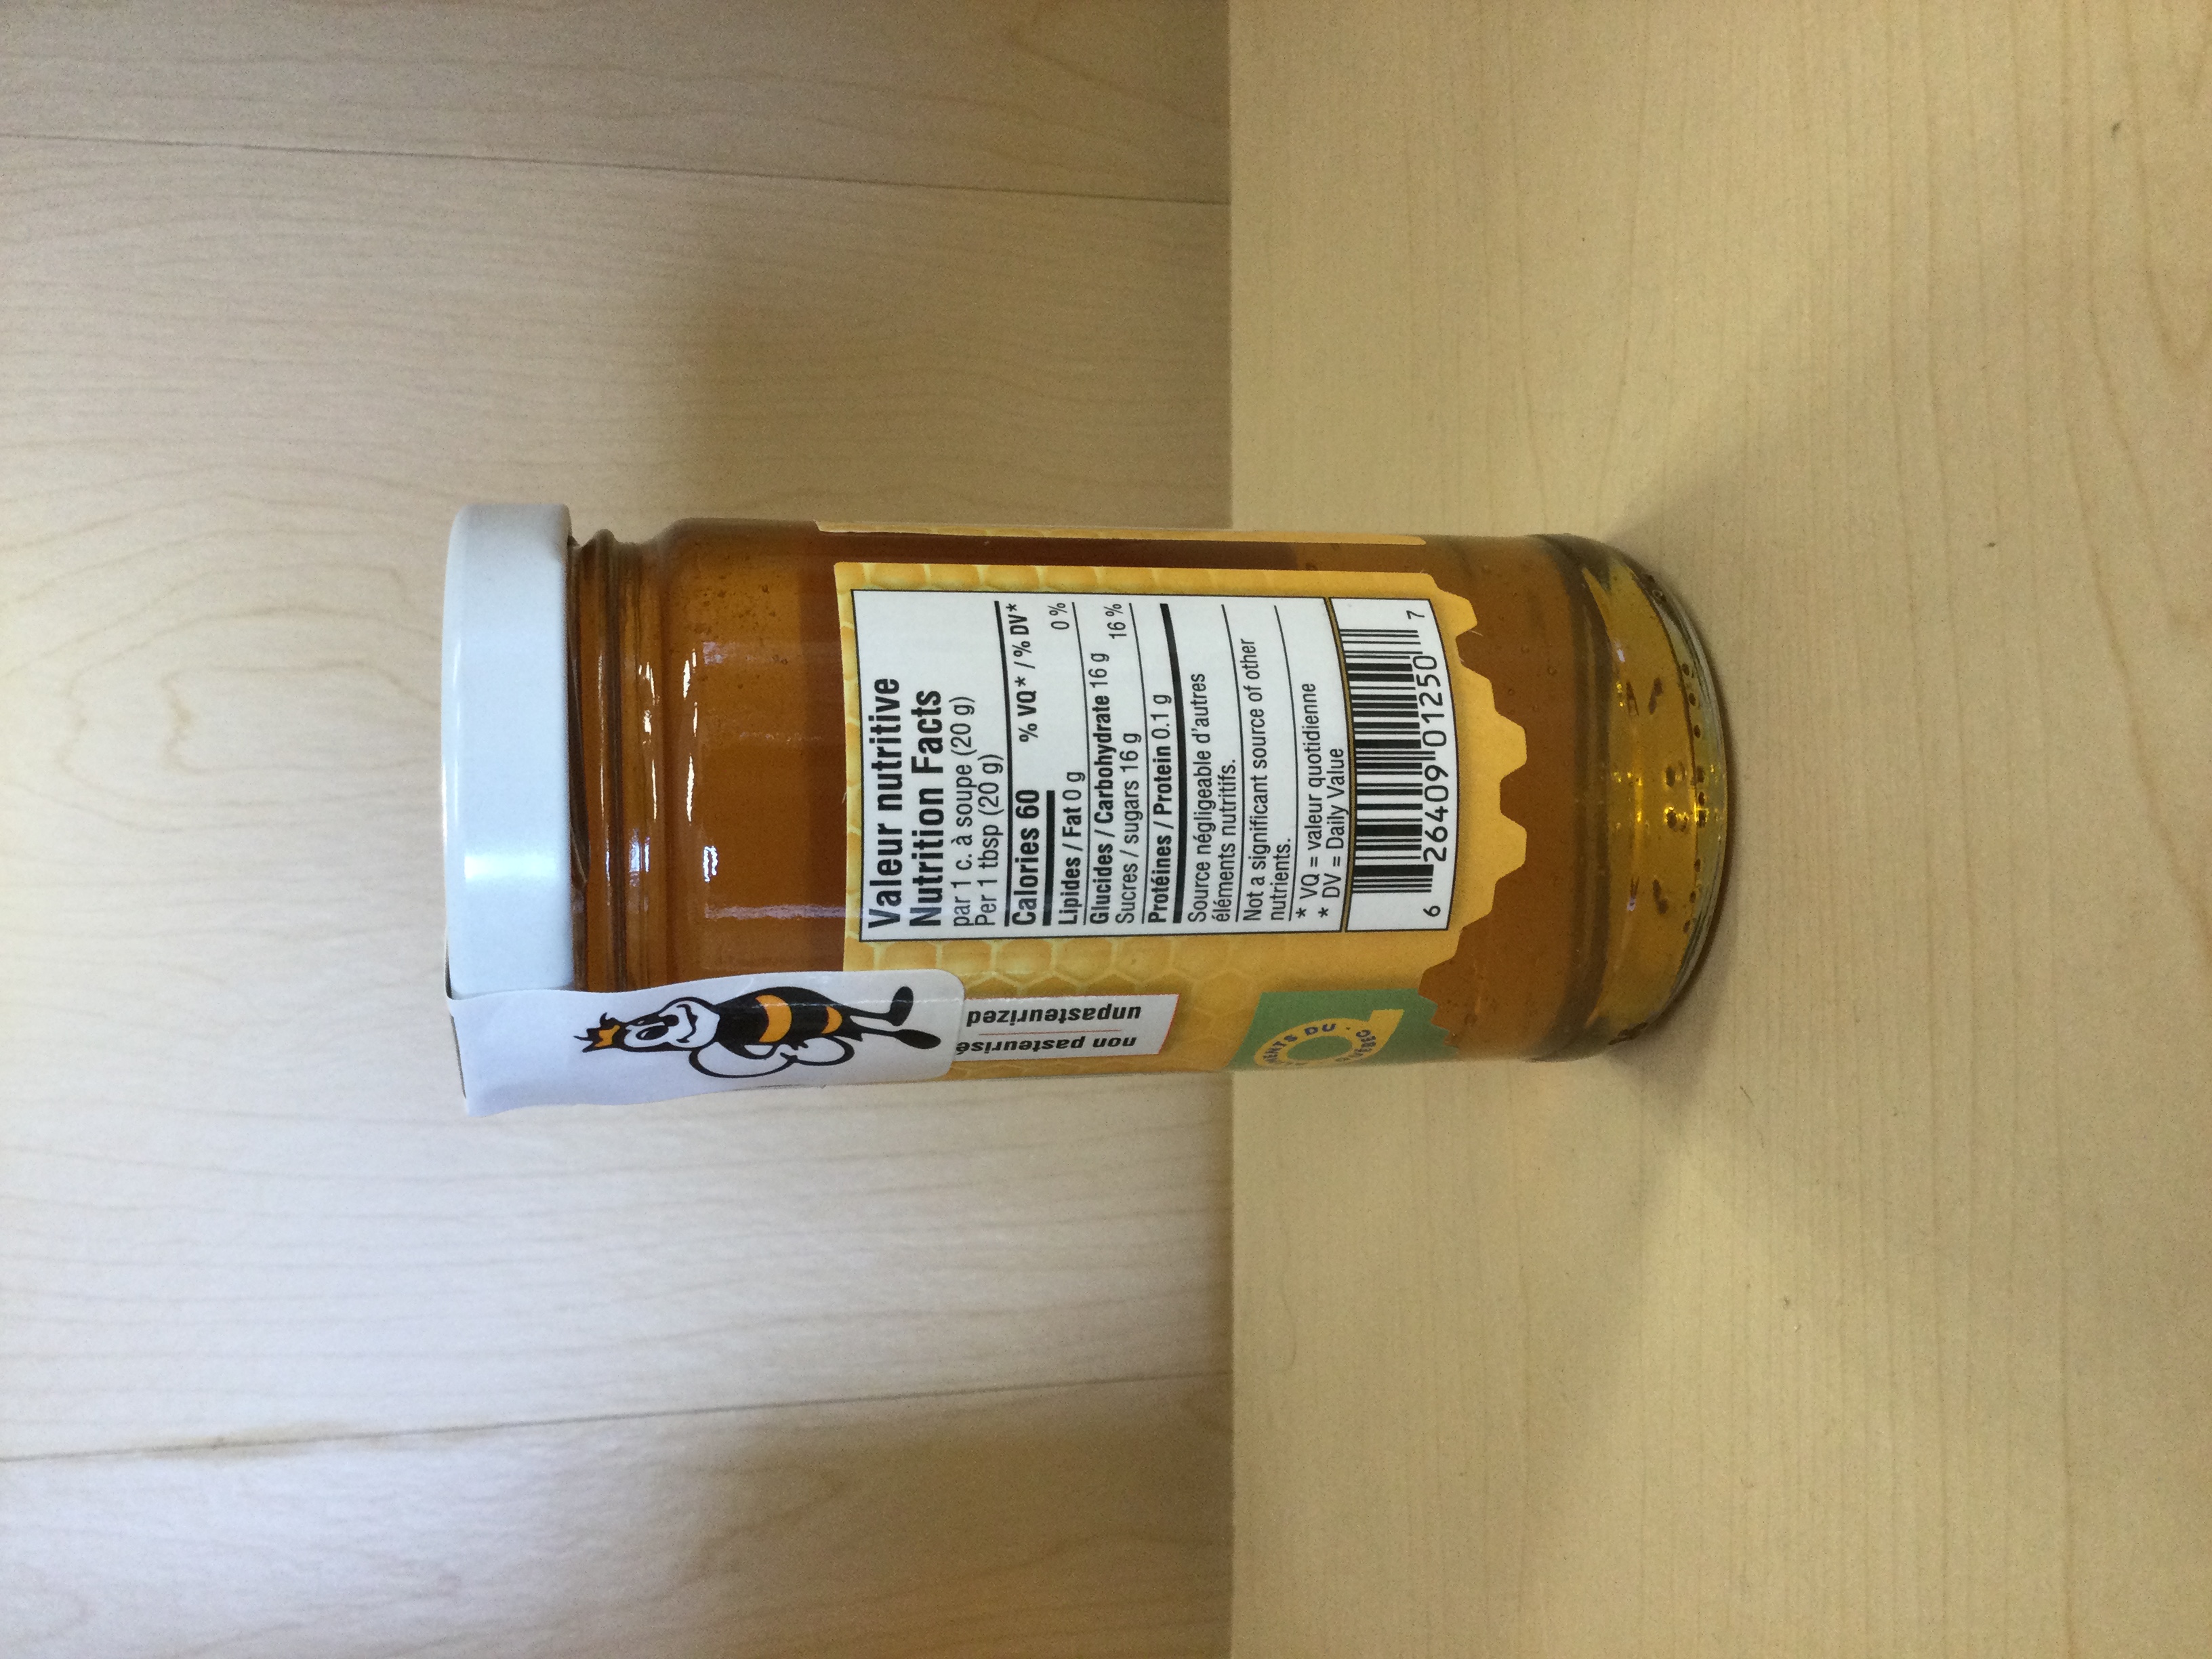 Valeur nutritive
Nutrition Facts
par 1 c. à soupe (20 g)
Per 1 tbsp (20 g)
Calories 60 % VQ* / % DV*
Lipides / Fat 0 g 0 %
Glucides / Carbohydrate 16 g
Sucres / sugars 16 g 16 %
Protéines / Protein 0.1 g
Source négligeable d'autres
éléments nutritifs.
Not a significant source of other
nutrients.
* VQ = valeur quotidienne
* DV = Daily Value
6 26409 01250 7
non pasteurisé
unpasteurized
DU